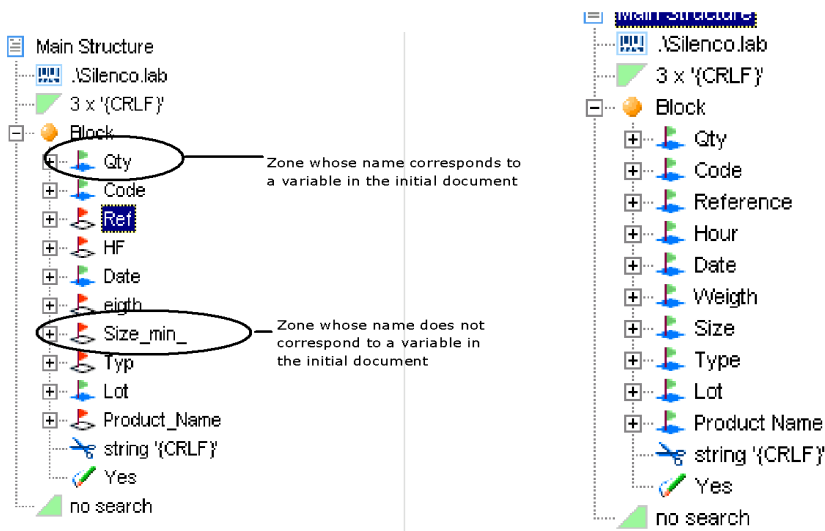 Main Structure
.\Silenco.lab
3 x '{CRLF}'
Block
Qty
Code
Ref
HF
Date
eigth
Size_min_
Typ
Lot
Product_Name
string '{CRLF}'
Yes
no search
Zone whose name corresponds to
a variable in the initial document
Zone whose name does not
correspond to a variable in
the initial document
Main Structure
.\Silenco.lab
3 x '{CRLF}'
Block
Qty
Code
Reference
Hour
Date
Weigth
Size
Type
Lot
Product Name
string '{CRLF}'
Yes
no search